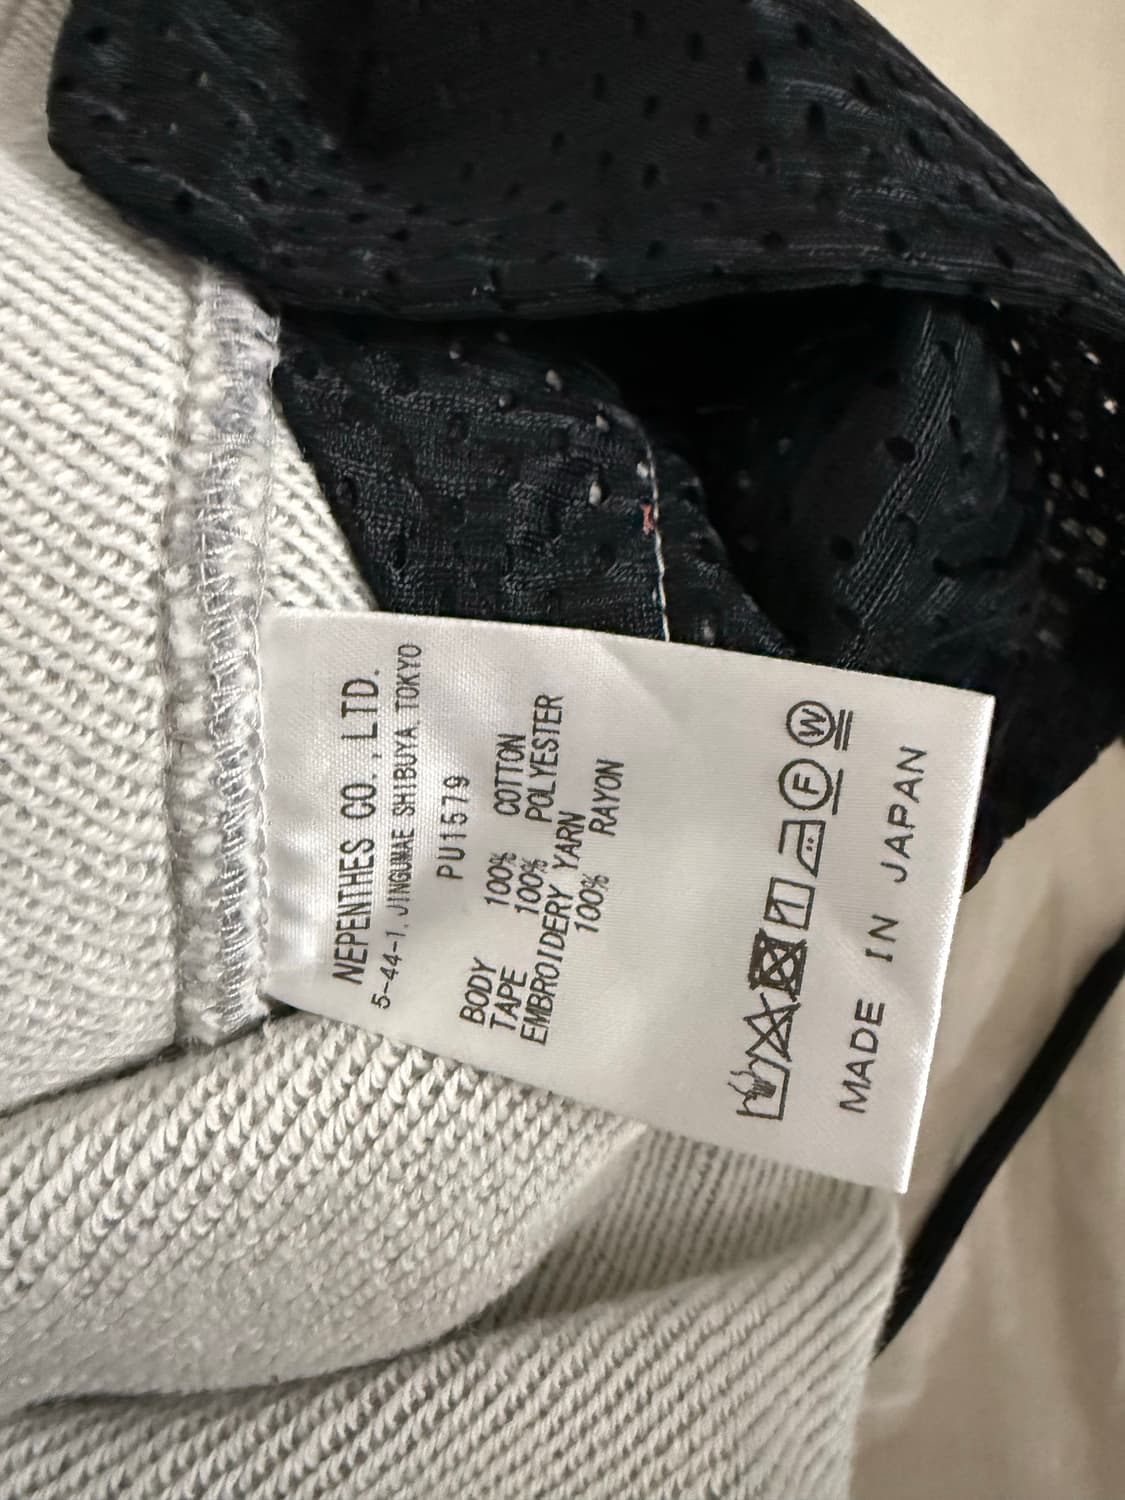 NEPENTHES CO.,LTD.
5-44-1, JINGUMAE SHIBUYA TOKYO
PU1579
BODY 100% COTTON
TAPE 100% POLYESTER
EMBROIDERY YARN
100% RAYON
F W
MADE IN JAPAN